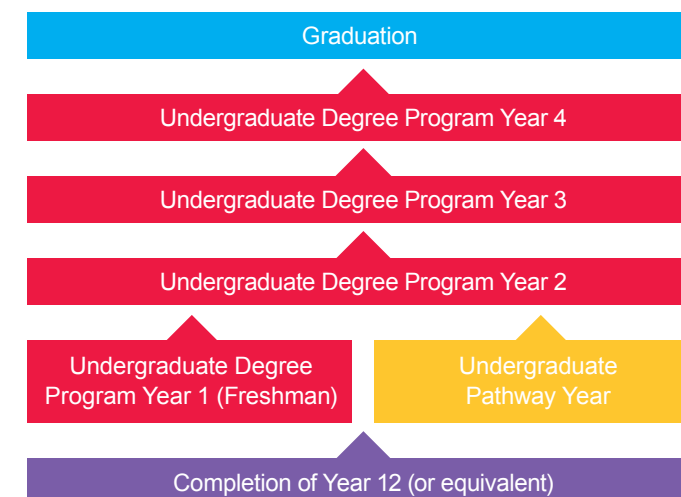 Graduation
Undergraduate Degree Program Year 4
Undergraduate Degree Program Year 3
Undergraduate Degree Program Year 2
Undergraduate Degree
Program Year 1 (Freshman)
Undergraduate
Pathway Year
Completion of Year 12 (or equivalent)